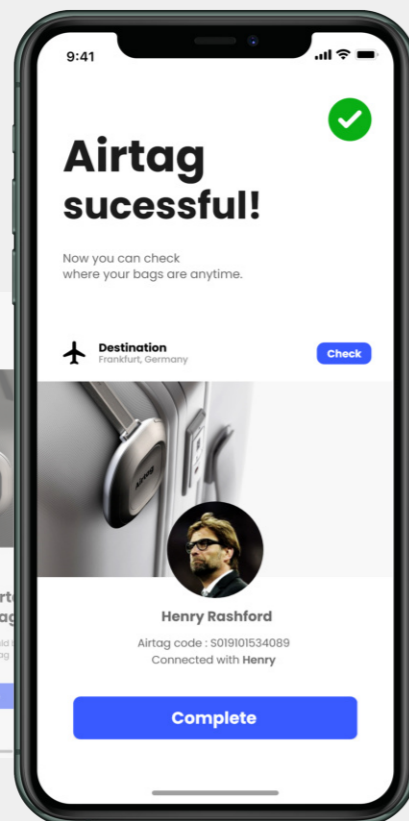 9:41
Airtag
sucessful!
Now you can check
where your bags are anytime.
Destination
Frankfurt, Germany
Check
Airtag
Henry Rashford
Airtag code : S019101534089
Connected with Henry
Complete